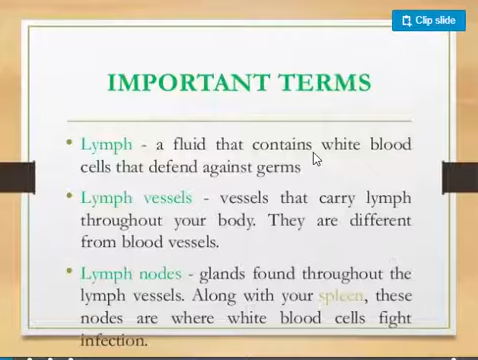 Clip slide
IMPORTANT TERMS
• Lymph - a fluid that contains white blood
cells that defend against germs
• Lymph vessels - vessels that carry lymph
throughout your body. They are different
from blood vessels.
• Lymph nodes - glands found throughout the
lymph vessels. Along with your spleen, these
nodes are where white blood cells fight
infection.